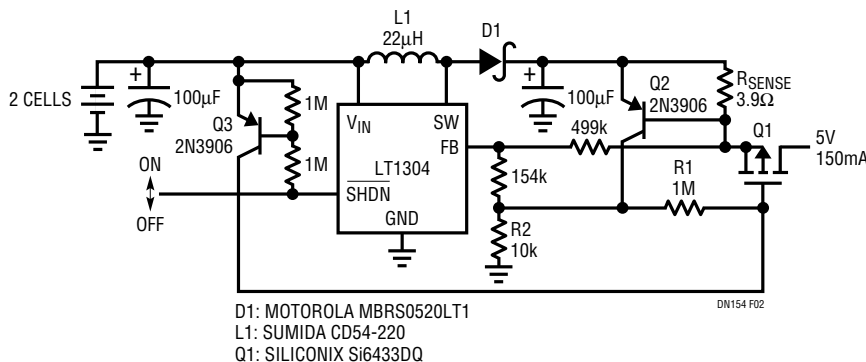 L1
22µH
D1
+
2 CELLS
100µF
Q3
2N3906
1M
1M
VIN
SW
LT1304
FB
SHDN
GND
ON
OFF
+
100µF
Q2
2N3906
RSENSE
3.9Ω
Q1
5V
150mA
499k
154k
R1
1M
R2
10k
DN154 F02
D1: MOTOROLA MBRS0520LT1
L1: SUMIDA CD54-220
Q1: SILICONIX Si6433DQ